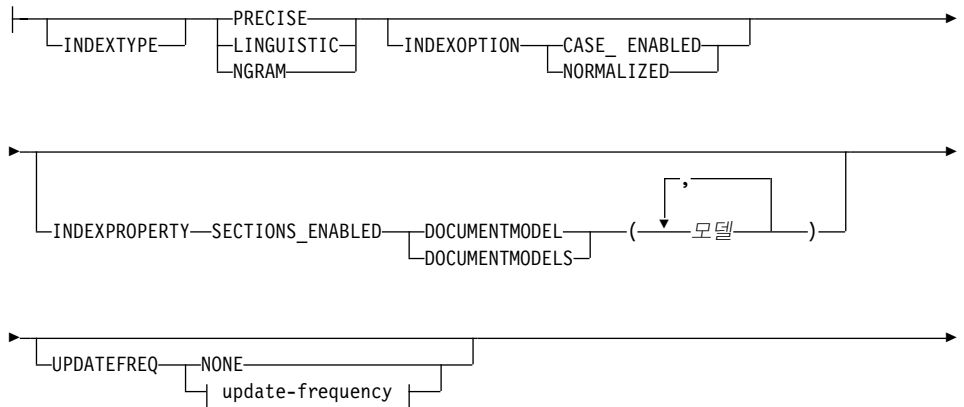 PRECISE
INDEXTYPE LINGUISTIC INDEXOPTION CASE_ ENABLED
NGRAM NORMALIZED
,
INDEXPROPERTY SECTIONS_ENABLED DOCUMENTMODEL ( 모델 )
DOCUMENTMODELS
UPDATEFREQ NONE
update-frequency